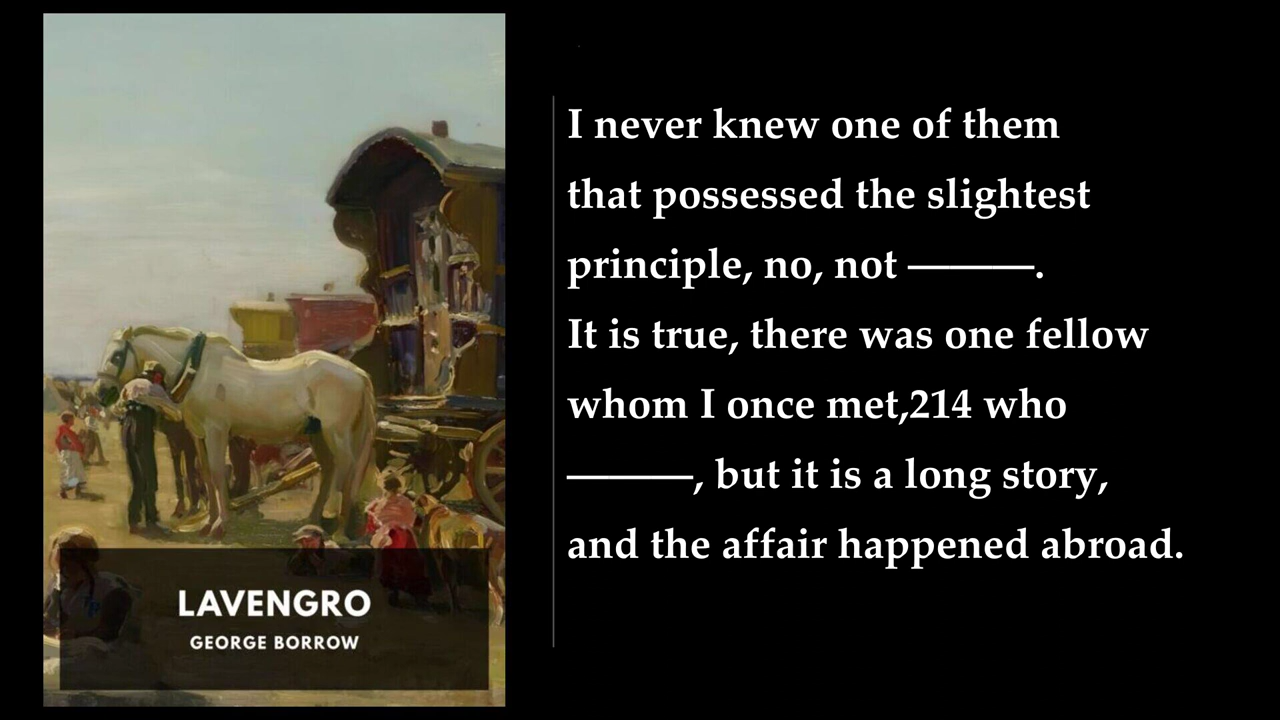 LAVENGRO
GEORGE BORROW
I never knew one of them
that possessed the slightest
principle, no, not ———.
It is true, there was one fellow
whom I once met,214 who
———, but it is a long story,
and the affair happened abroad.